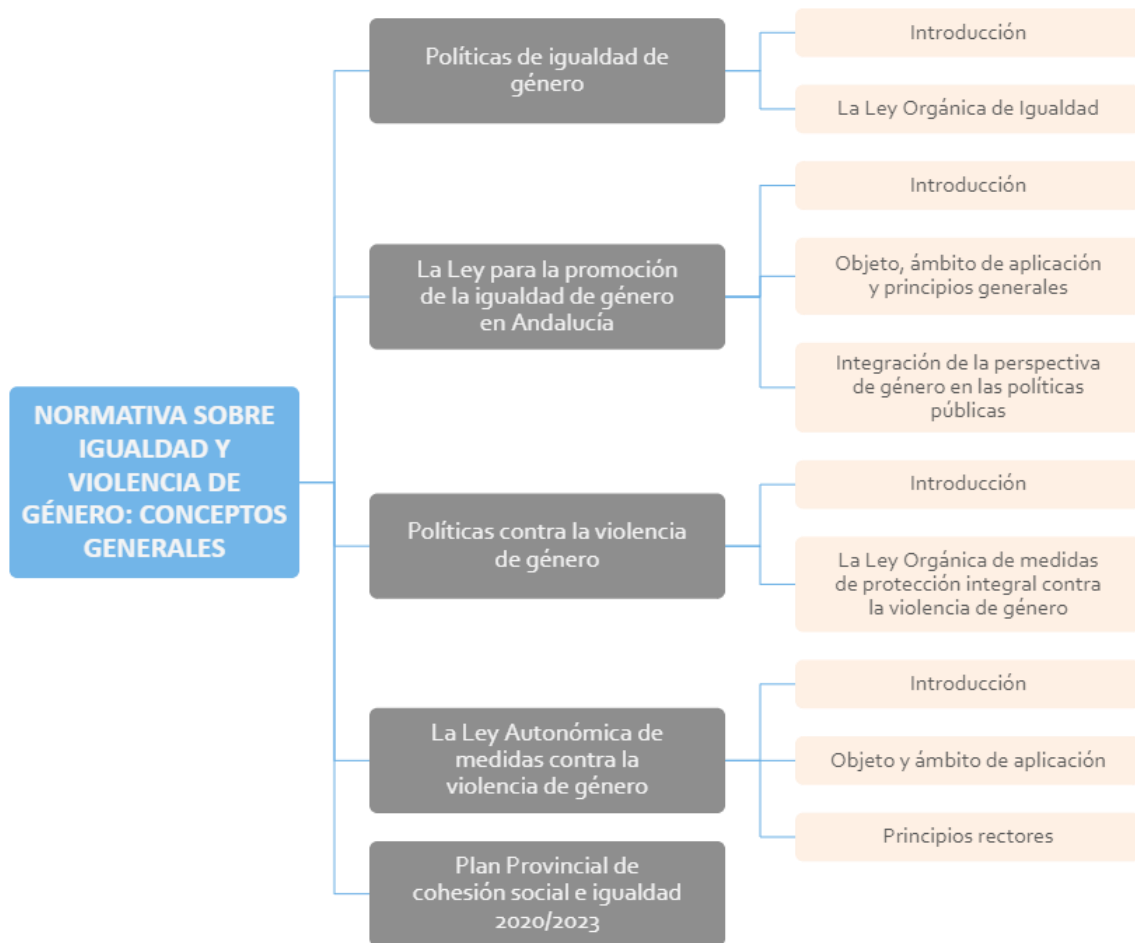 NORMATIVA SOBRE
IGUALDAD Y
VIOLENCIA DE
GÉNERO: CONCEPTOS
GENERALES
Políticas de igualdad de
género
Introducción
La Ley Orgánica de Igualdad
La Ley para la promoción
de la igualdad de género
en Andalucía
Introducción
Objeto, ámbito de aplicación
y principios generales
Integración de la perspectiva
de género en las políticas
públicas
Políticas contra la violencia
de género
Introducción
La Ley Orgánica de medidas
de protección integral contra
la violencia de género
La Ley Autonómica de
medidas contra la
violencia de género
Introducción
Objeto y ámbito de aplicación
Principios rectores
Plan Provincial de
cohesión social e igualdad
2020/2023